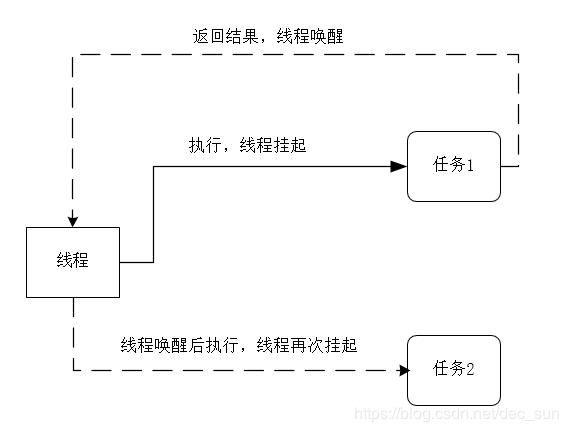 返回结果，线程唤醒
执行，线程挂起
任务1
线程
线程唤醒后执行，线程再次挂起
任务2
https://blog.csdn.net/dec_sun